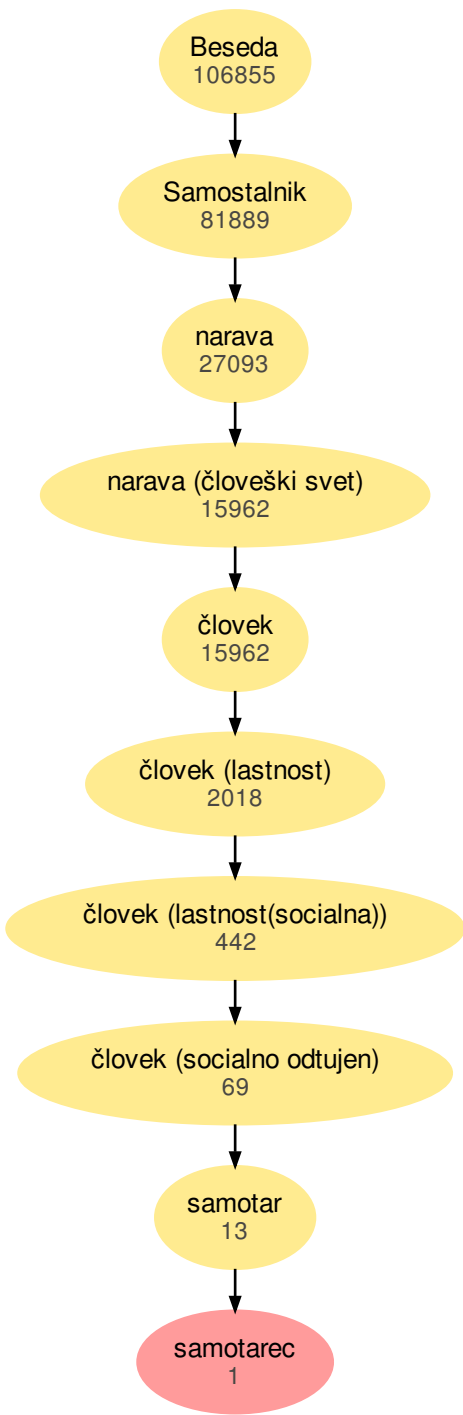 Beseda
106855
Samostalnik
81889
narava
27093
narava (človeški svet)
15962
človek
15962
človek (lastnost)
2018
človek (lastnost(socialna))
442
človek (socialno odtujen)
69
samotar
13
samotarec
1